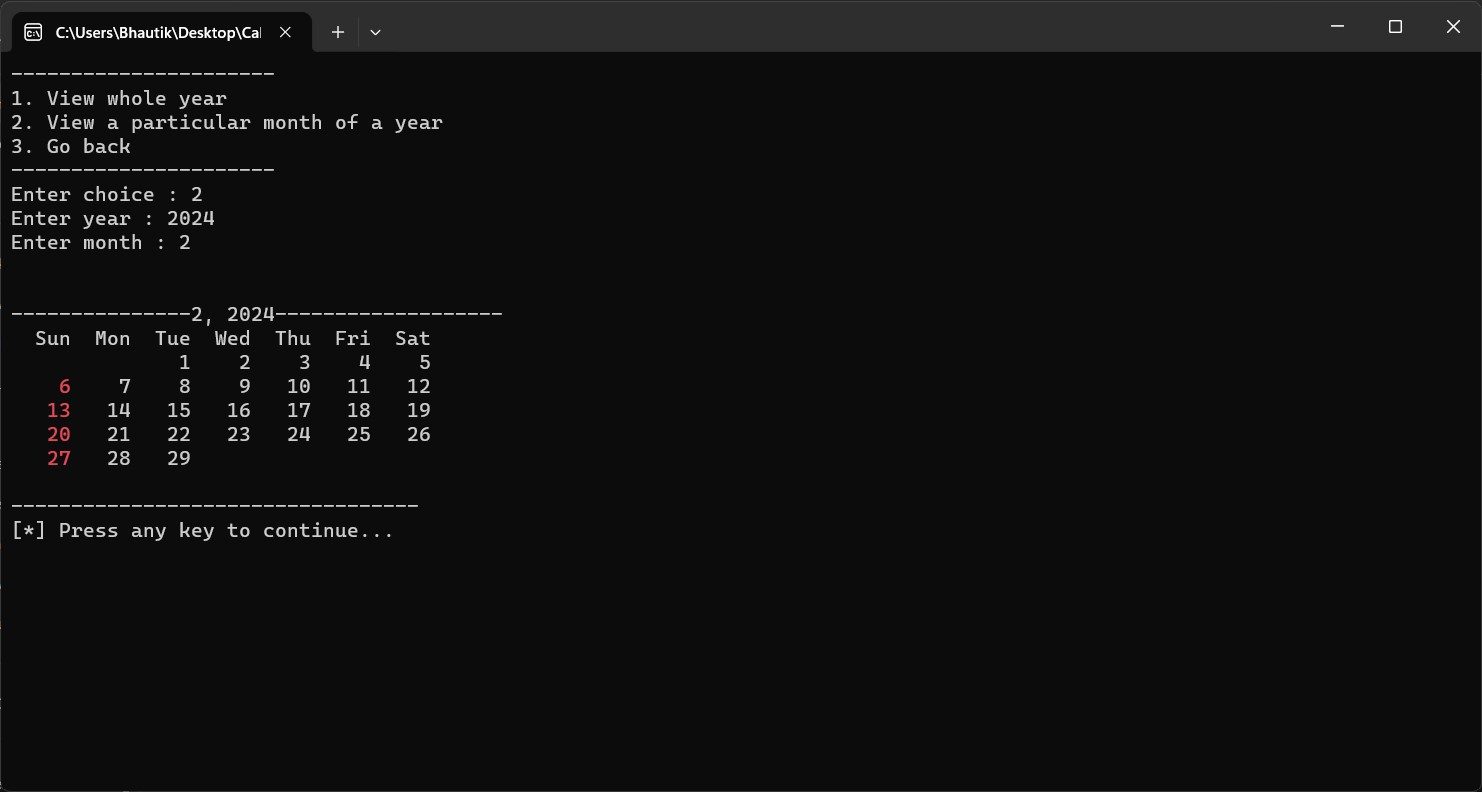 C:\Users\Bhautik\Desktop\Cal
----------------------
1. View whole year
2. View a particular month of a year
3. Go back
----------------------
Enter choice : 2
Enter year : 2024
Enter month : 2
---------------2, 2024-------------------
Sun Mon Tue Wed Thu Fri Sat
1 2 3 4 5
6 7 8 9 10 11 12
13 14 15 16 17 18 19
20 21 22 23 24 25 26
27 28 29
----------------------------------
[*] Press any key to continue...